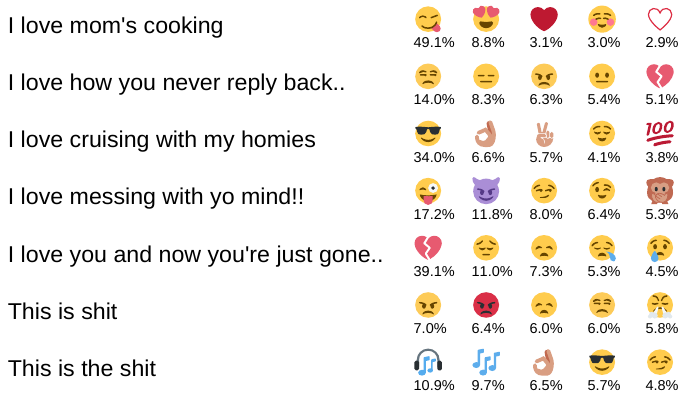 I love mom's cooking
49.1% 8.8% 3.1% 3.0% 2.9%
I love how you never reply back..
14.0% 8.3% 6.3% 5.4% 5.1%
I love cruising with my homies
34.0% 6.6% 5.7% 4.1% 3.8%
I love messing with yo mind!!
17.2% 11.8% 8.0% 6.4% 5.3%
I love you and now you're just gone..
39.1% 11.0% 7.3% 5.3% 4.5%
This is shit
7.0% 6.4% 6.0% 6.0% 5.8%
This is the shit
10.9% 9.7% 6.5% 5.7% 4.8%